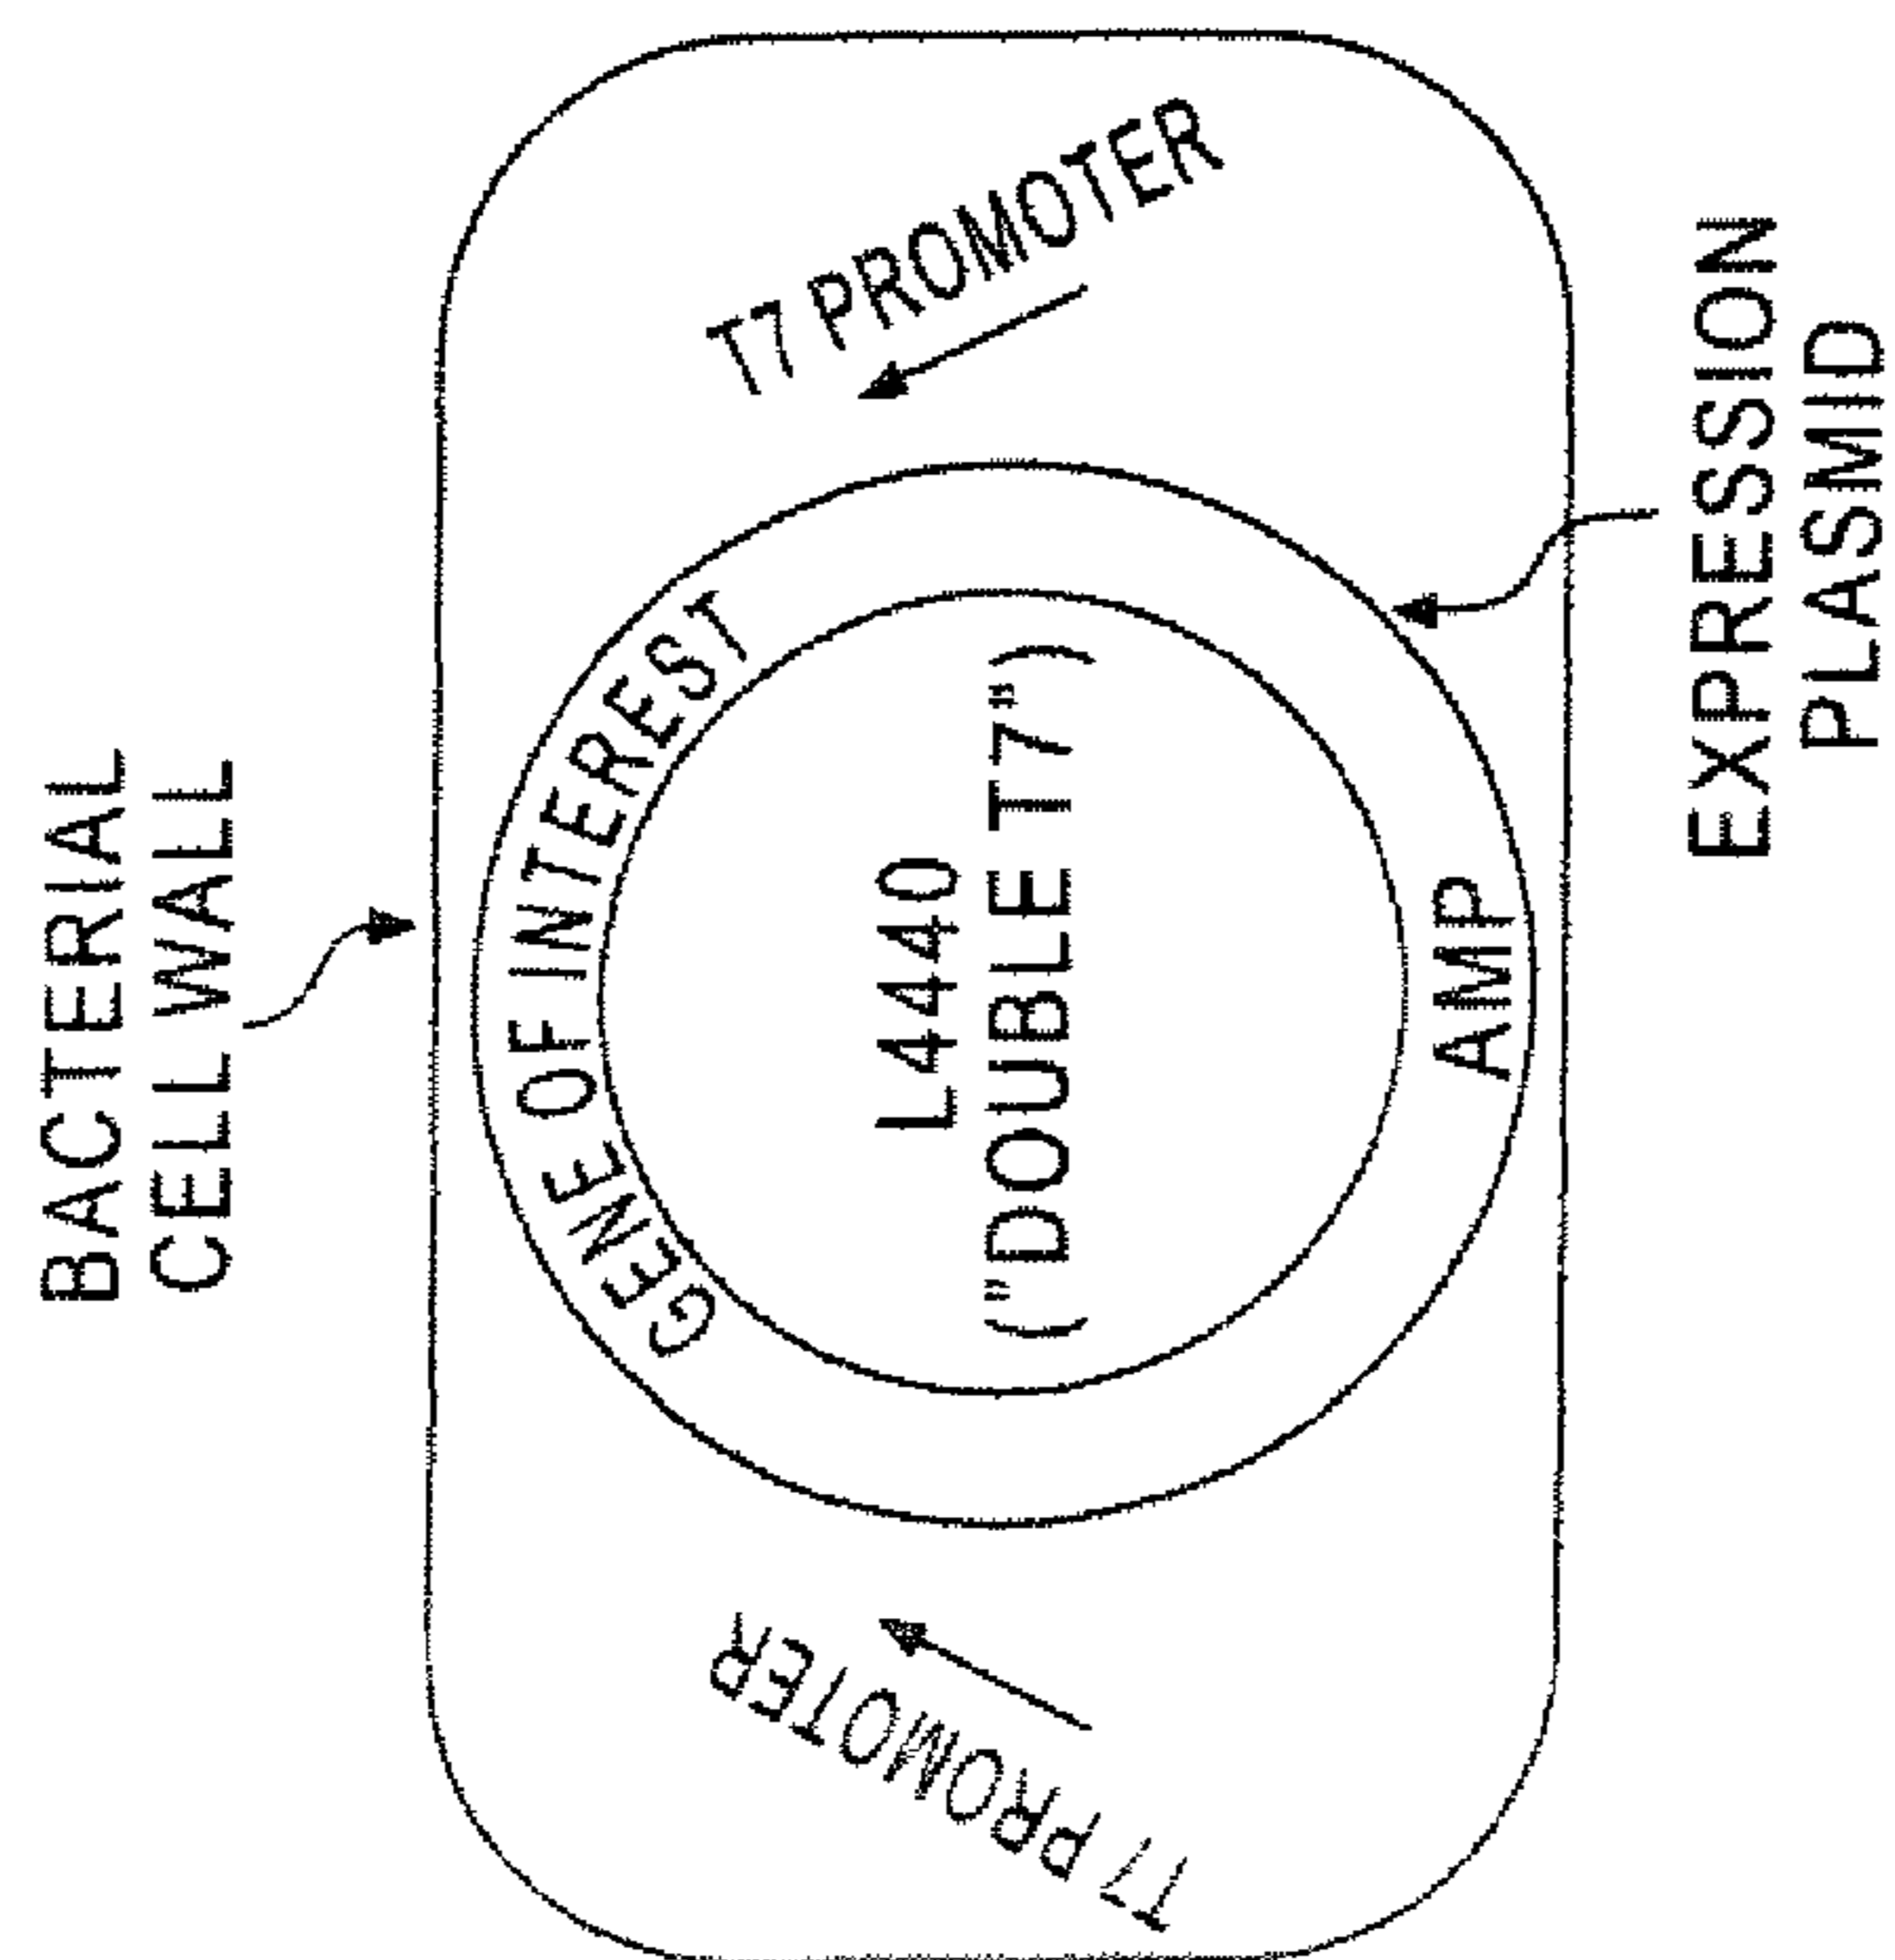 BACTERIAL
CELL WALL
T7 PROMOTER
GENE OF INTEREST
T7 PROMOTER
L4440
("DOUBLE T7")
AMP
EXPRESSION
PLASMID